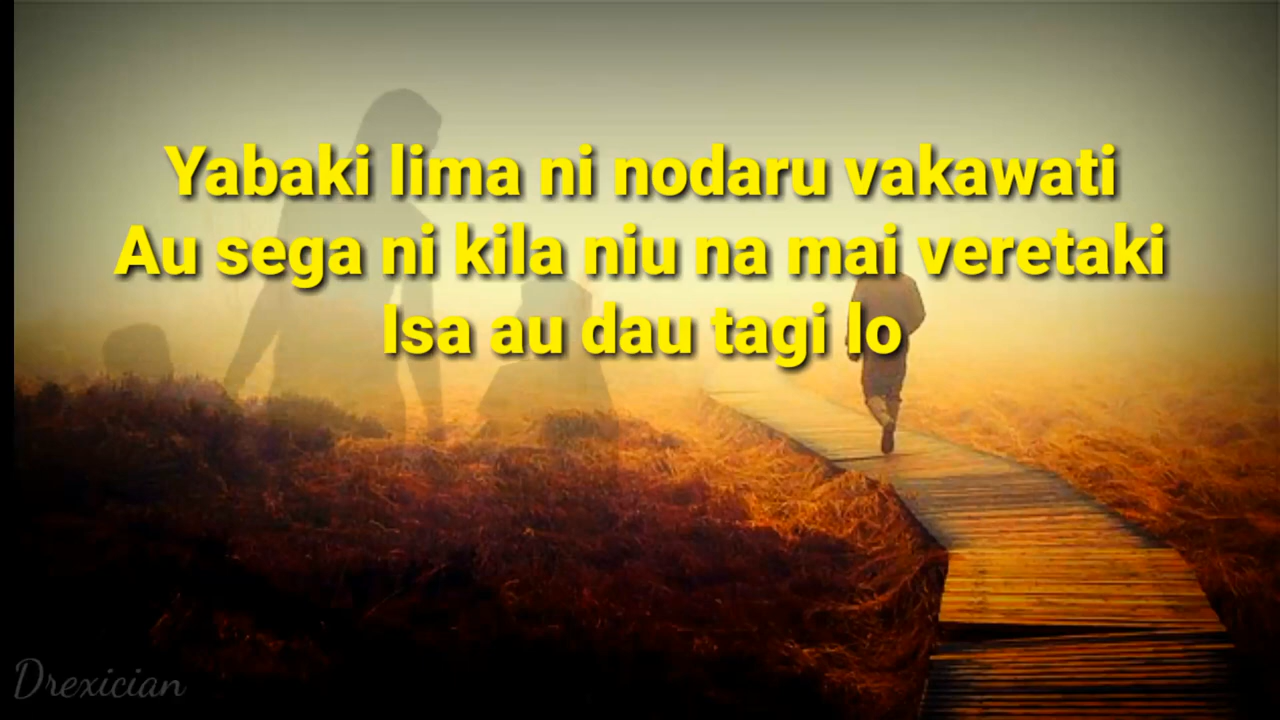 Yabaki lima ni nodaru vakawati
Au sega ni kila niu na mai veretaki
Isa au dau tagi lo
Drexician